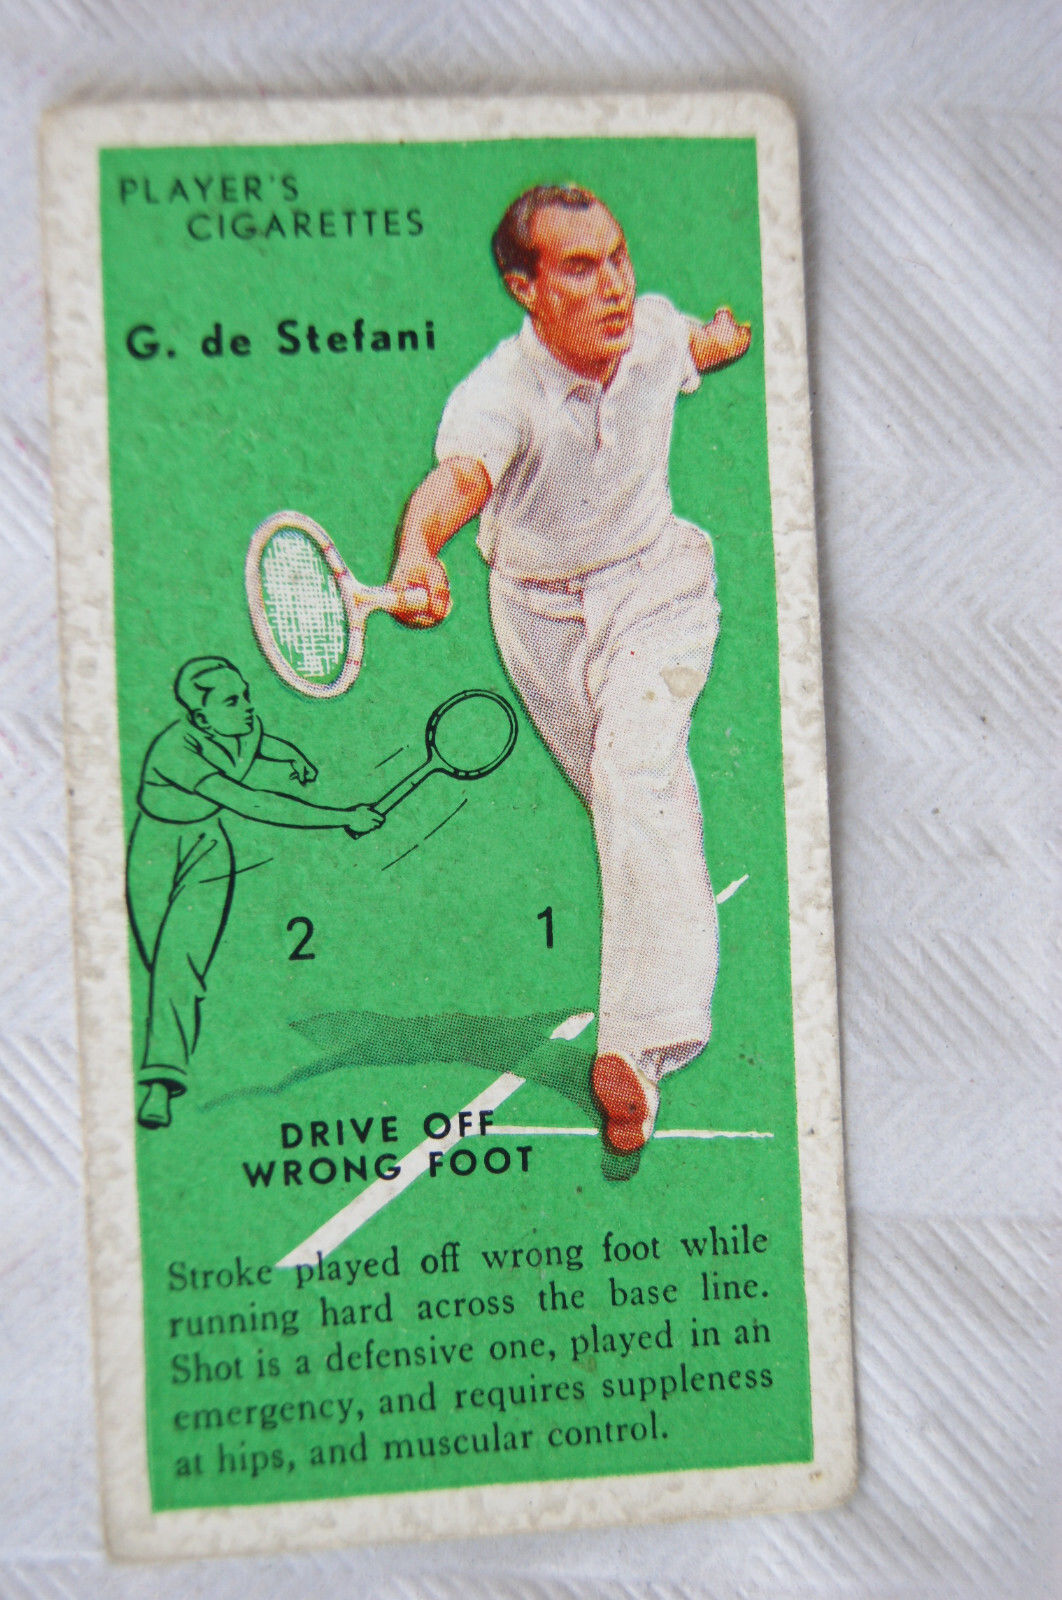 PLAYER'S
CIGARETTES
G. de Stefani
2
1
DRIVE OFF
WRONG FOOT
Stroke played off wrong foot while
running hard across the base line.
Shot is a defensive one, played in an
emergency, and requires suppleness
at hips, and muscular control.